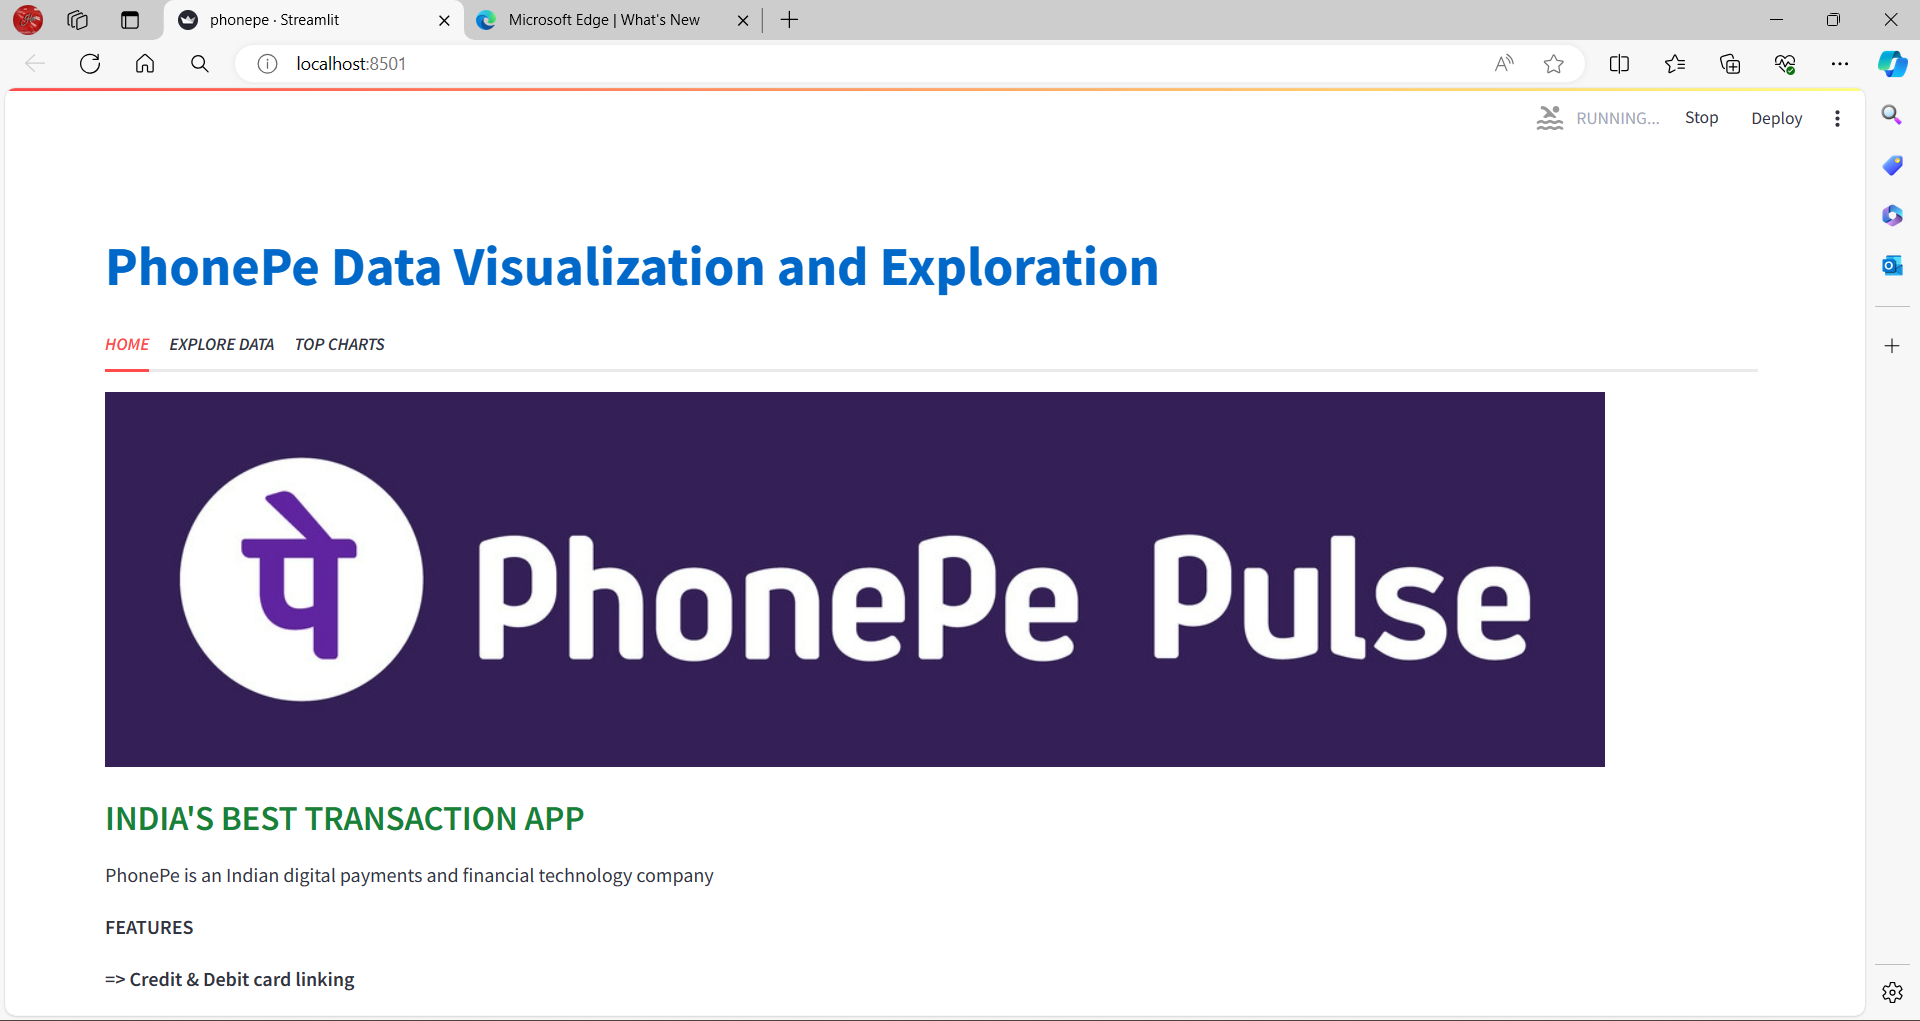 phonepe · Streamlit
Microsoft Edge | What's New
localhost:8501
RUNNING...
Stop
Deploy
PhonePe Data Visualization and Exploration
HOME
EXPLORE DATA
TOP CHARTS
पे PhonePe Pulse
INDIA'S BEST TRANSACTION APP
PhonePe is an Indian digital payments and financial technology company
FEATURES
=> Credit & Debit card linking